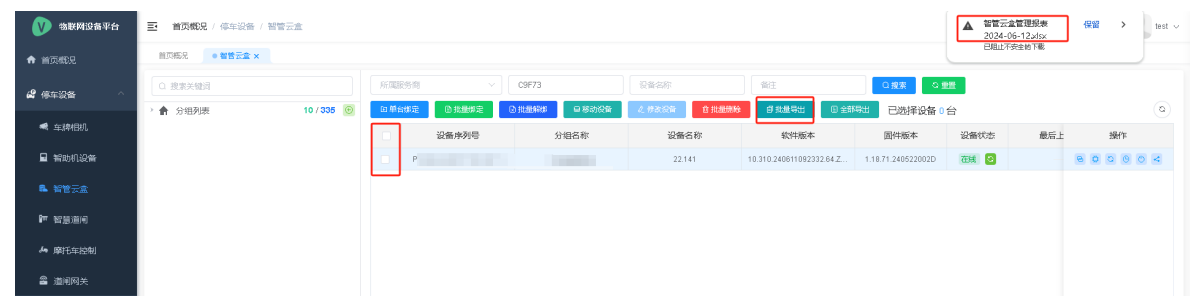 物联网设备平台
首页概况 / 停车设备 / 智管云盒
智管云盒管理报表
2024-06-12.xlsx
已阻止不安全的下载
保留
test
首页概况
首页概况
智管云盒 ×
停车设备
车牌相机
智助机设备
智管云盒
智慧道闸
摩托车控制
道闸网关
搜索关键词
分组列表 10 / 335
所属服务商
C9F73
设备名称
备注
搜索
重置
单台绑定
批量绑定
批量解绑
移动设备
修改设备
批量删除
批量导出
全部导出
已选择设备 0 台
设备序列号 分组名称 设备名称 软件版本 固件版本 设备状态 最后上 操作
P 22.141 10.310.240611092332.64.Z... 1.18.71.240522002D 在线